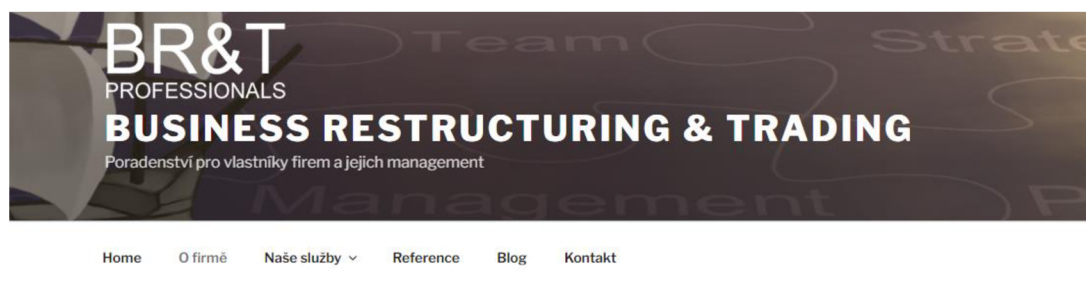 Team
Strate
BR&T
PROFESSIONALS
BUSINESS RESTRUCTURING & TRADING
Poradenství pro vlastníky firem a jejich management
Management
P
Home O firmě Naše služby Reference Blog Kontakt